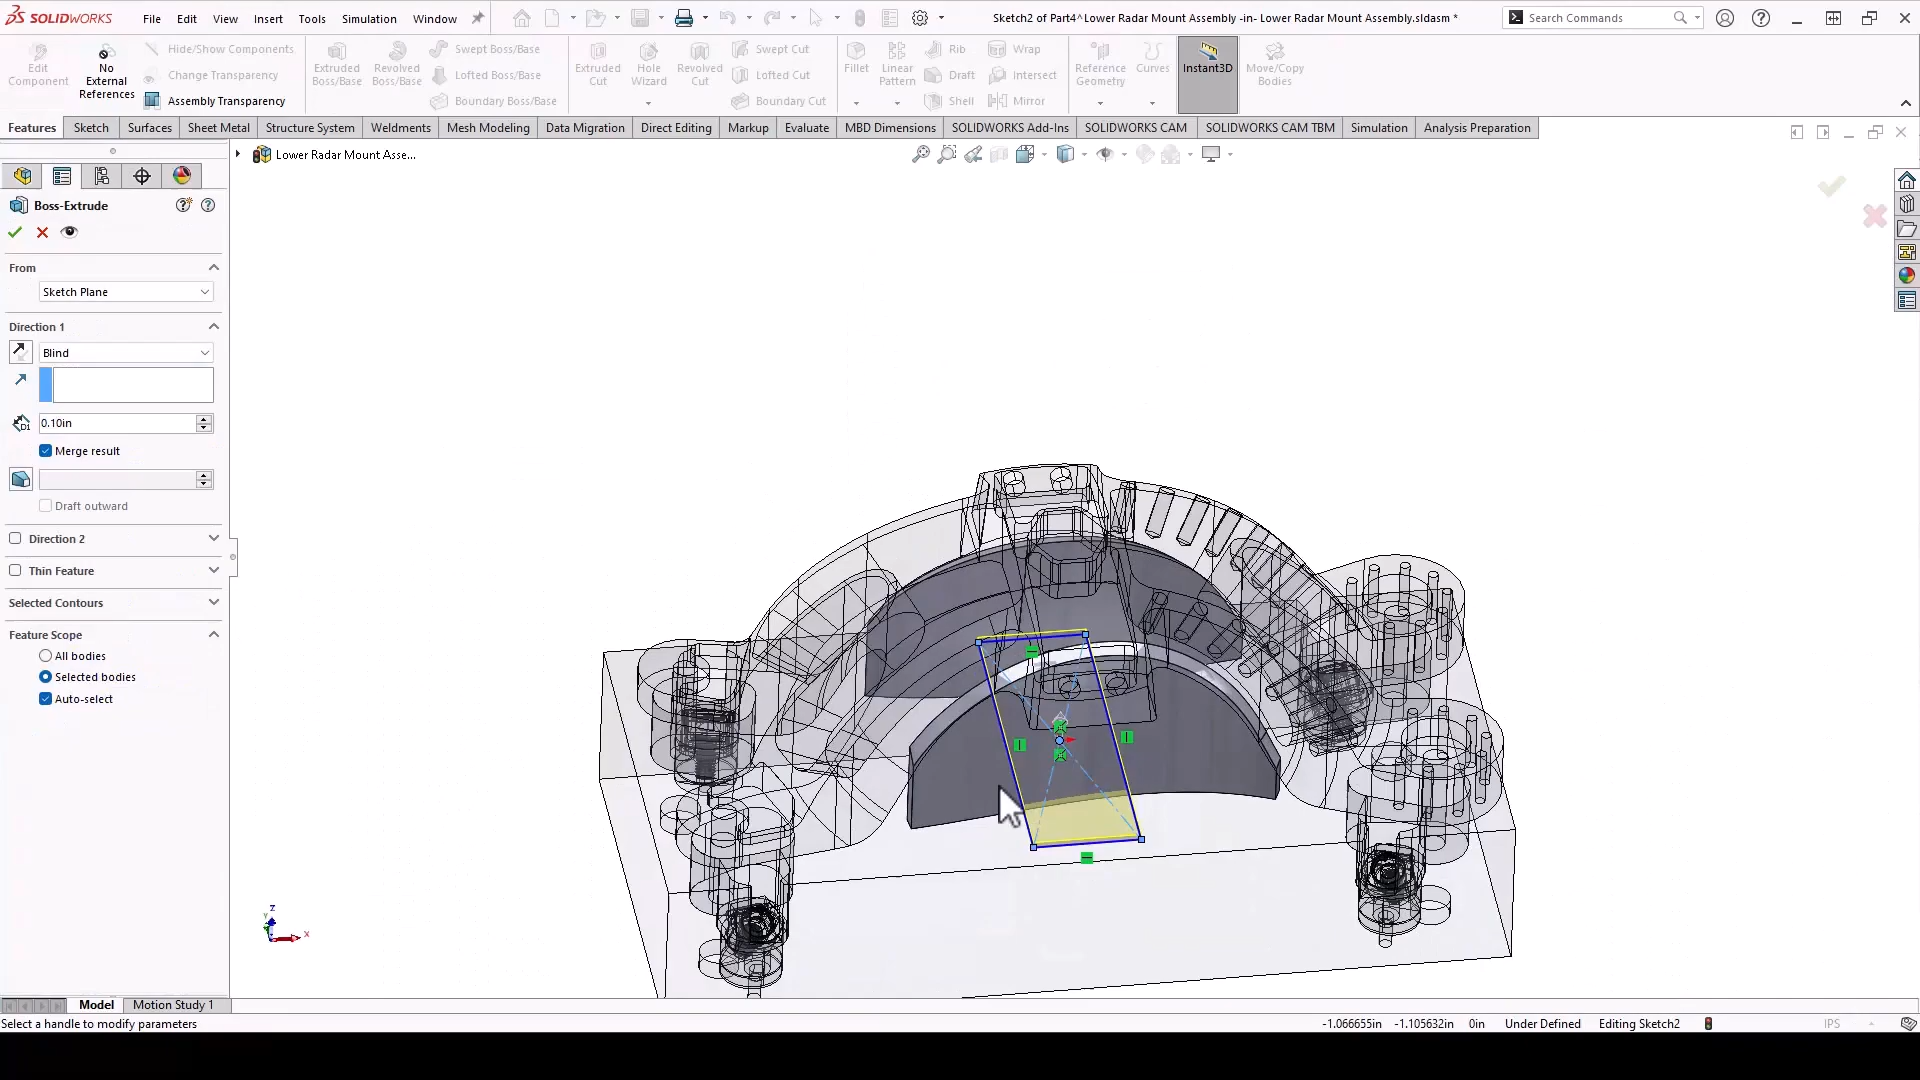 SOLIDWORKS File Edit View Insert Tools Simulation Window Sketch2 of Part4^Lower Radar Mount Assembly -in- Lower Radar Mount Assembly.sldasm * Search Commands
Edit Component
No External References
Hide/Show Components
Change Transparency
Assembly Transparency
Extruded Boss/Base
Revolved Boss/Base
Swept Boss/Base
Lofted Boss/Base
Boundary Boss/Base
Extruded Cut
Hole Wizard
Revolved Cut
Swept Cut
Lofted Cut
Boundary Cut
Fillet
Linear Pattern
Rib
Draft
Shell
Wrap
Intersect
Mirror
Reference Geometry
Curves
Instant3D
Move/Copy Bodies
Features Sketch Surfaces Sheet Metal Structure System Weldments Mesh Modeling Data Migration Direct Editing Markup Evaluate MBD Dimensions SOLIDWORKS Add-Ins SOLIDWORKS CAM SOLIDWORKS CAM TBM Simulation Analysis Preparation
Lower Radar Mount Asse...
Boss-Extrude
From
Sketch Plane
Direction 1
Blind
D1
0.10in
Merge result
Draft outward
Direction 2
Thin Feature
Selected Contours
Feature Scope
All bodies
Selected bodies
Auto-select
Z
Y
X
Model Motion Study 1
Select a handle to modify parameters -1.066655in -1.105632in 0in Under Defined Editing Sketch2 IPS